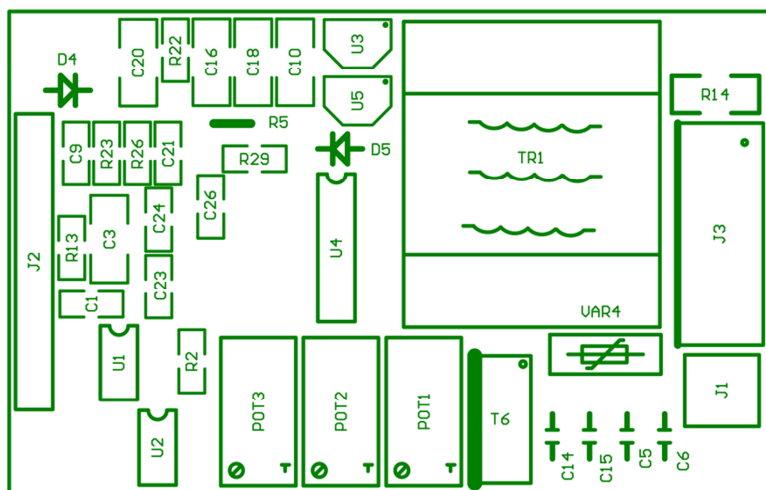 D4
C20
R22
C16
C18
C10
U3
U5
R14
R5
D5
C9
R23
R26
C21
R29
TR1
C26
C24
R13
C3
J2
U4
J3
C23
C1
VAR4
U1
R2
J1
POT3
POT2
POT1
T6
U2
C14
C15
C5
C6